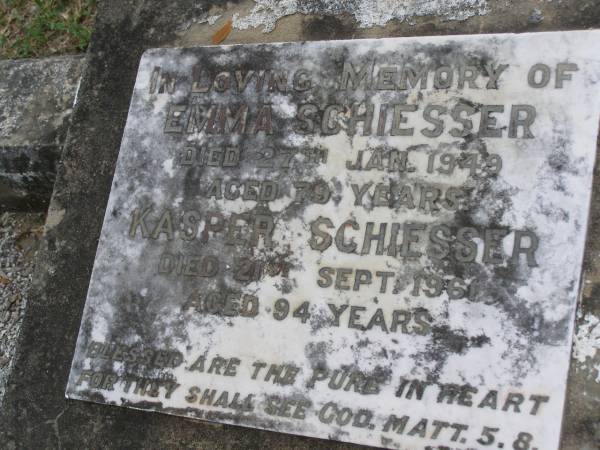 IN LOVING MEMORY OF
EMMA SCHIESSER
DIED 27TH JAN. 1949
AGED 79 YEARS
KASPER SCHIESSER
DIED 21ST SEPT. 1961
AGED 94 YEARS
BLESSED ARE THE PURE IN HEART
FOR THEY SHALL SEE GOD. MATT. 5. 8.